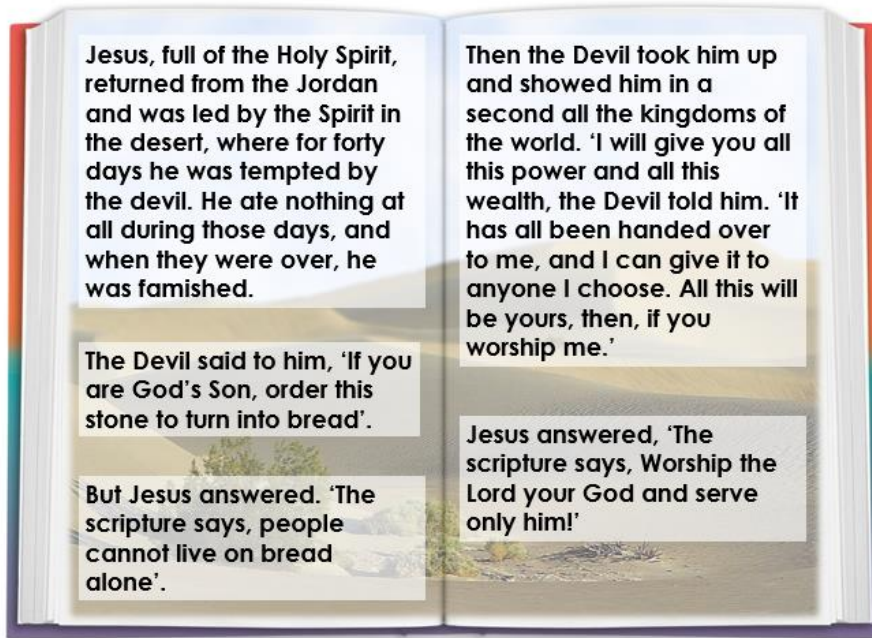 Jesus, full of the Holy Spirit,
returned from the Jordan
and was led by the Spirit in
the desert, where for forty
days he was tempted by
the devil. He ate nothing at
all during those days, and
when they were over, he
was famished.
The Devil said to him, ‘If you
are God’s Son, order this
stone to turn into bread’.
But Jesus answered. ‘The
scripture says, people
cannot live on bread
alone’.
Then the Devil took him up
and showed him in a
second all the kingdoms of
the world. ‘I will give you all
this power and all this
wealth, the Devil told him. ‘It
has all been handed over
to me, and I can give it to
anyone I choose. All this will
be yours, then, if you
worship me.’
Jesus answered, ‘The
scripture says, Worship the
Lord your God and serve
only him!’